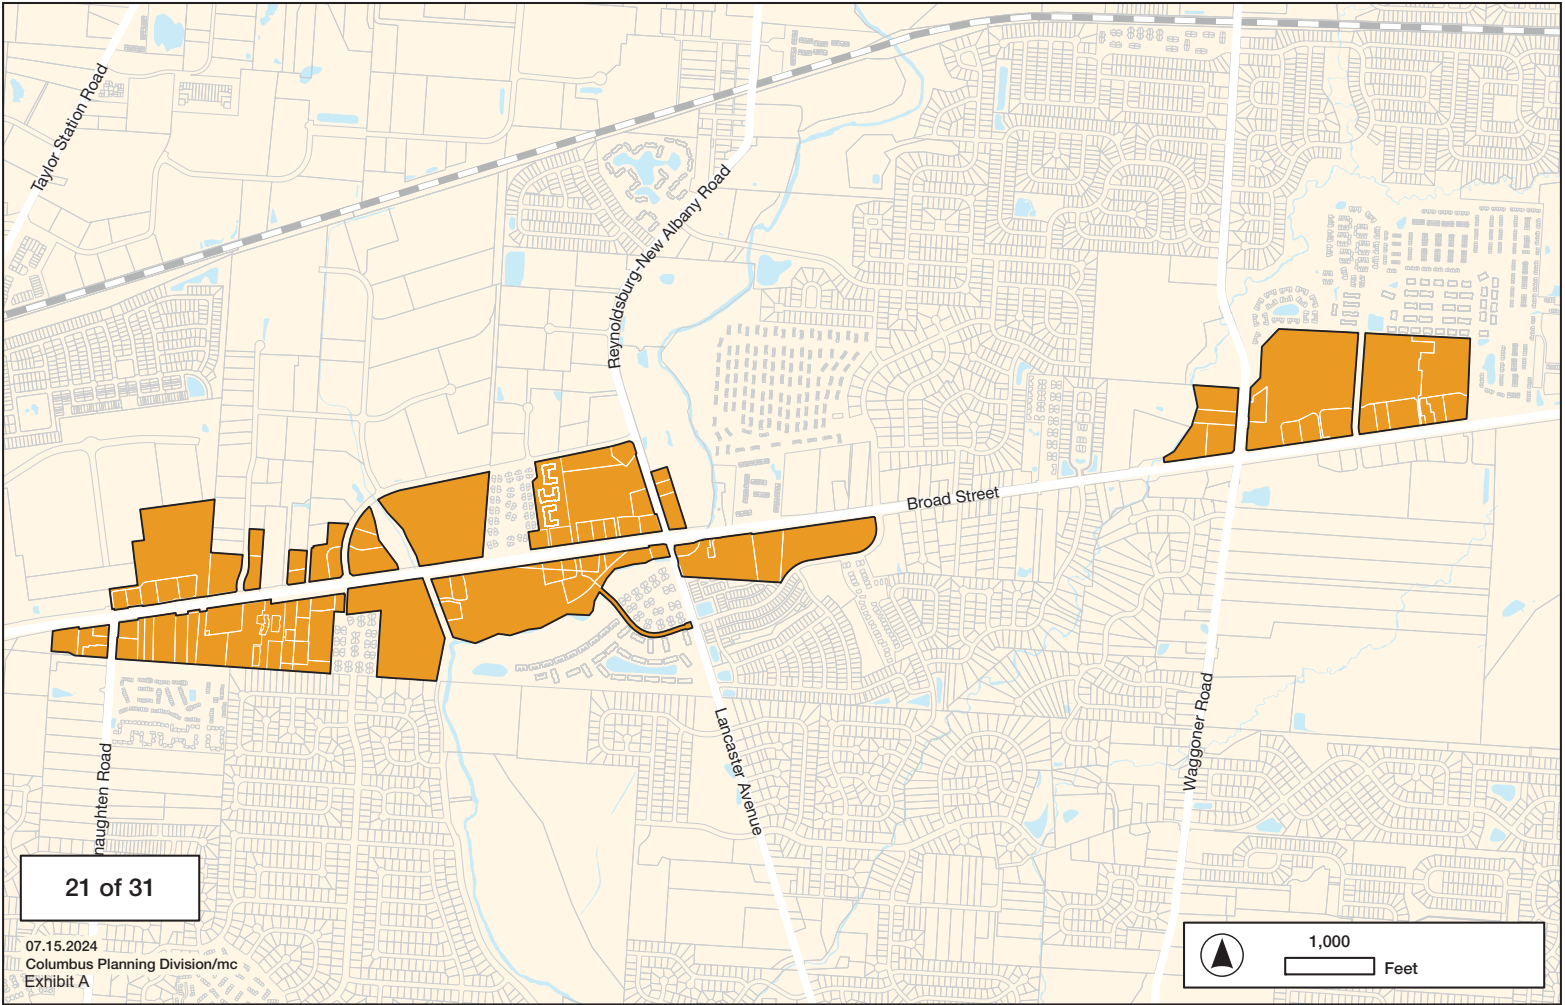 Taylor Station Road
Reynoldsburg-New Albany Road
Broad Street
Lancaster Avenue
Waggoner Road
naughten Road
21 of 31
07.15.2024
Columbus Planning Division/mc
Exhibit A
1,000
Feet